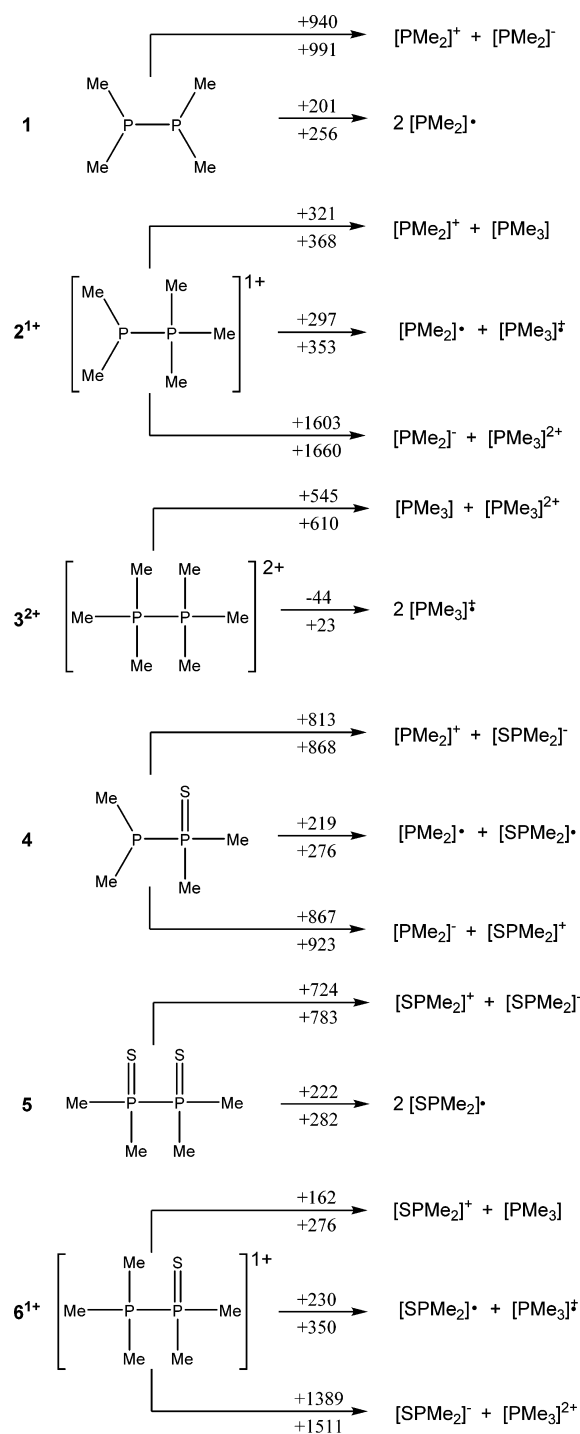 +940
[PMe2]+ + [PMe2]-
+991
Me Me
1 P P
+201
2 [PMe2]•
+256
Me Me
+321
[PMe2]+ + [PMe3]
+368
1+
Me Me
2¹⁺ P P Me
+297
[PMe2]• + [PMe3]•+
+353
Me Me
+1603
[PMe2]- + [PMe3]2+
+1660
+545
[PMe3] + [PMe3]2+
+610
2+
Me Me
3²⁺ Me P P Me
-44
2 [PMe3]•+
+23
Me Me
+813
[PMe2]+ + [SPMe2]-
+868
Me S
4 P P Me
+219
[PMe2]• + [SPMe2]•
+276
Me Me
+867
[PMe2]- + [SPMe2]+
+923
+724
[SPMe2]+ + [SPMe2]-
+783
S S
5 Me P P Me
+222
2 [SPMe2]•
+282
Me Me
+162
[SPMe2]+ + [PMe3]
+276
1+
Me S
6¹⁺ Me P P Me
+230
[SPMe2]• + [PMe3]•+
+350
Me Me
+1389
[SPMe2]- + [PMe3]2+
+1511